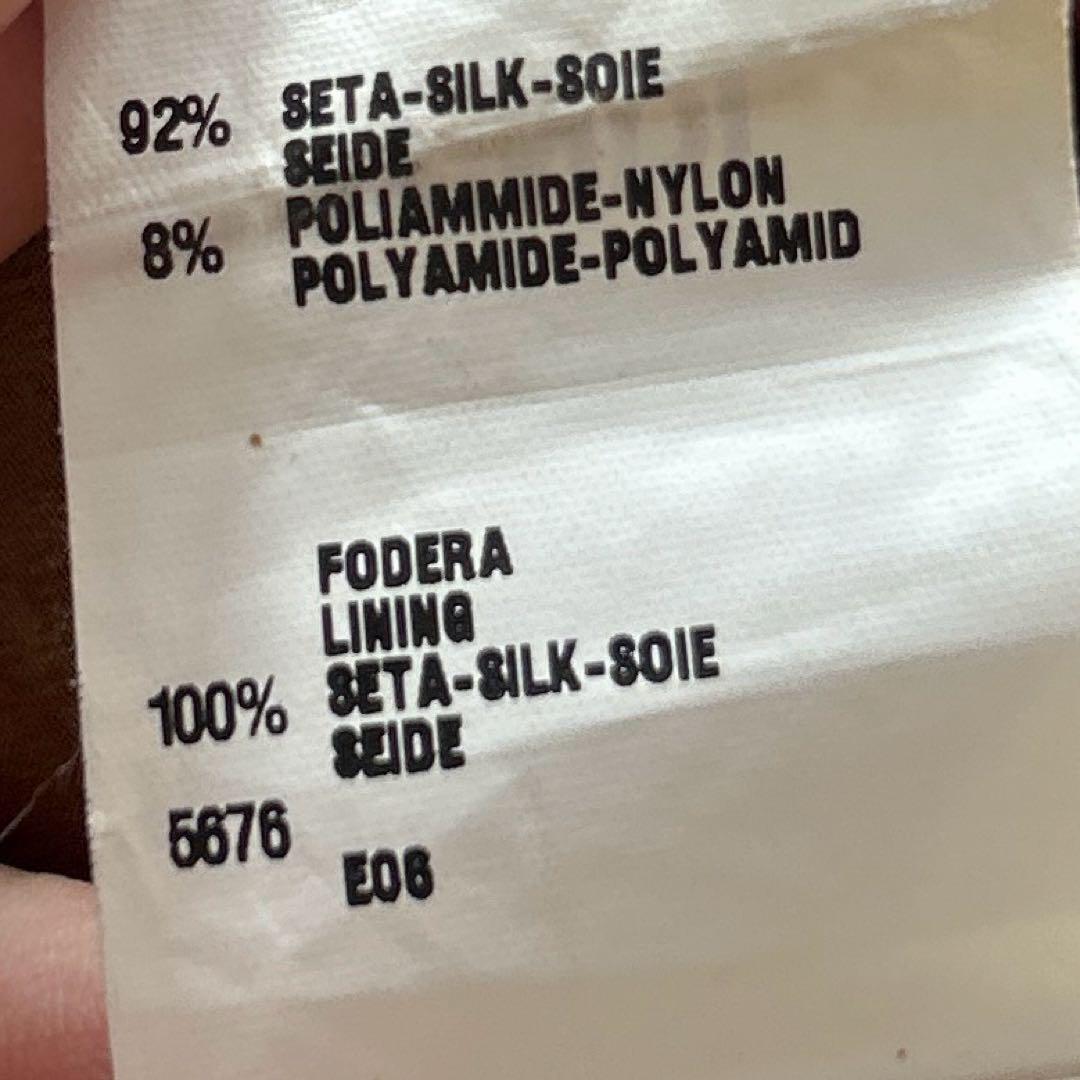 92% SETA-SILK-SOIE
SEIDE
8% POLIAMMIDE-NYLON
POLYAMIDE-POLYAMID
FODERA
LINING
100% SETA-SILK-SOIE
SEIDE
5676
E06